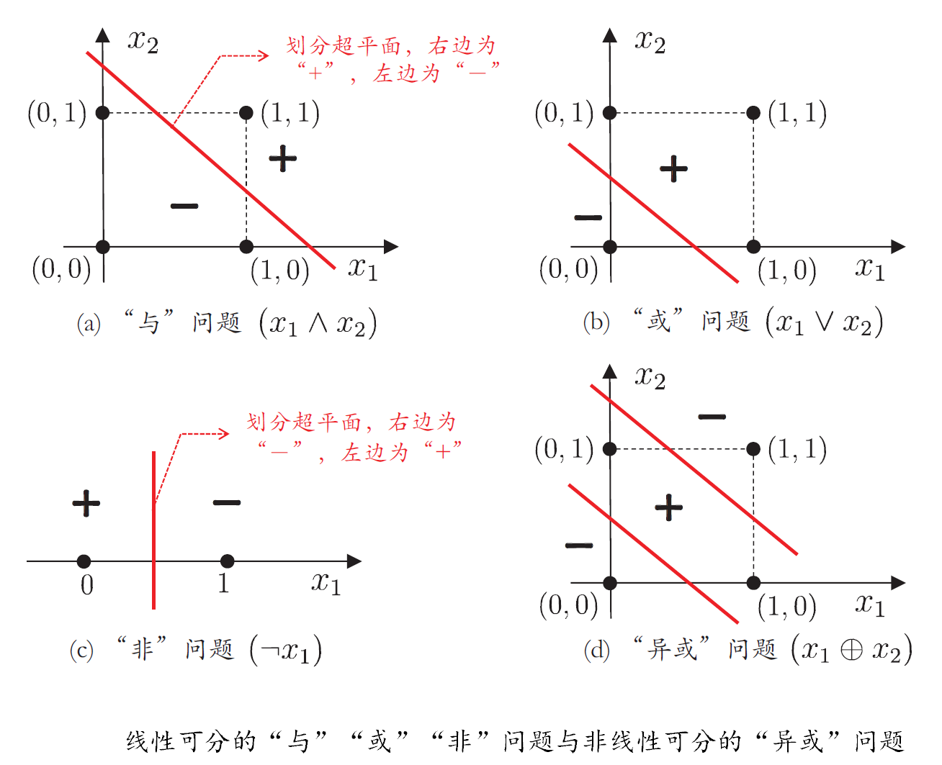 x₂
划分超平面，右边为
“+”，左边为“−”
(0, 1)
(1, 1)
+
−
(0, 0)
(1, 0)
x₁
(a) “与” 问题 (x₁ ∧ x₂)
x₂
(0, 1)
(1, 1)
+
−
(0, 0)
(1, 0)
x₁
(b) “或” 问题 (x₁ ∨ x₂)
划分超平面，右边为
“−”，左边为“+”
+
−
0
1
x₁
(c) “非” 问题 (¬x₁)
x₂
−
(0, 1)
(1, 1)
+
−
(0, 0)
(1, 0)
x₁
(d) “异或” 问题 (x₁ ⊕ x₂)
线性可分的“与”“或”“非”问题与非线性可分的“异或”问题